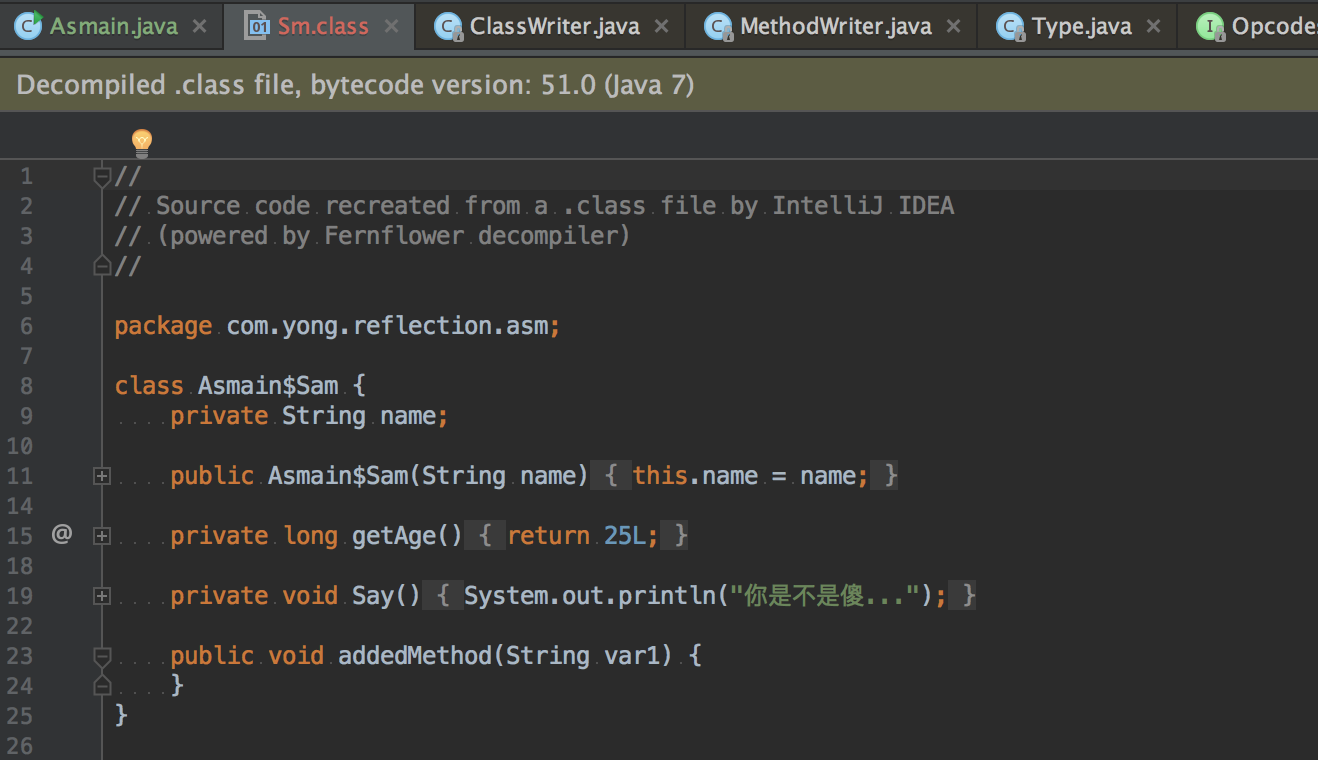 Asmain.java Sm.class ClassWriter.java MethodWriter.java Type.java Opcodes
Decompiled .class file, bytecode version: 51.0 (Java 7)
1 //
2 // Source code recreated from a .class file by IntelliJ IDEA
3 // (powered by Fernflower decompiler)
4 //
5
6 package com.yong.reflection.asm;
7
8 class Asmain$Sam {
9 private String name;
10
11 public Asmain$Sam(String name) { this.name = name; }
14
15 @ private long getAge() { return 25L; }
18
19 private void Say() { System.out.println("你是不是傻..."); }
22
23 public void addedMethod(String var1) {
24 }
25 }
26